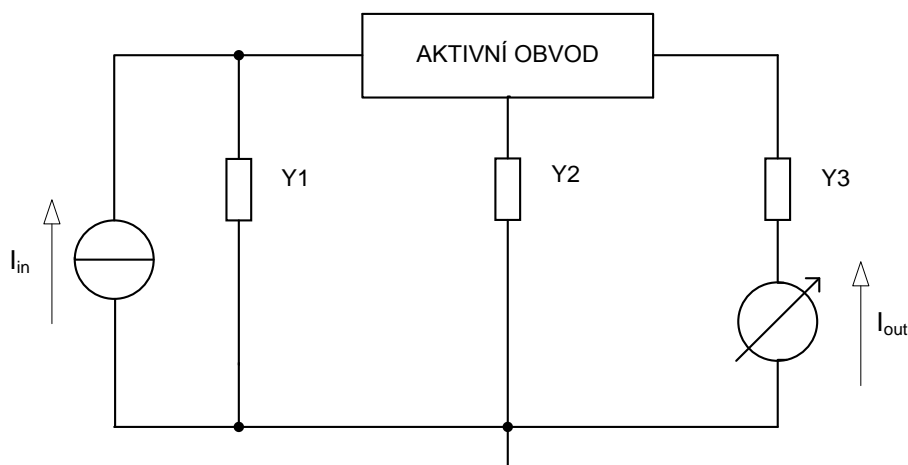 AKTIVNÍ OBVOD
Y1
Y2
Y3
Iin
Iout